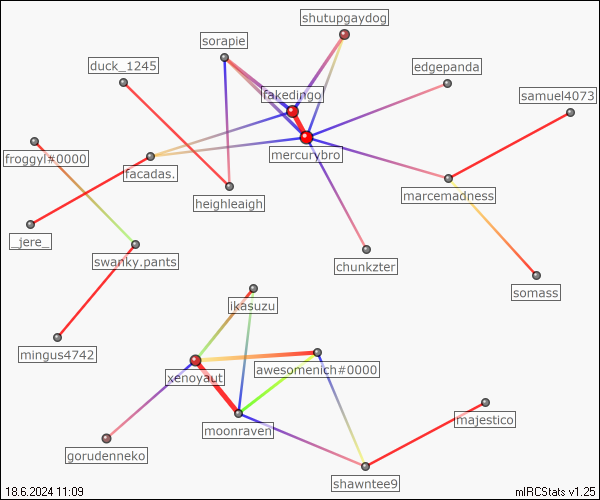 shutupgaydog
sorapie
duck_1245
edgepanda
fakedingo
samuel4073
mercurybro
froggyl#0000
facadas.
marcemadness
heighleaigh
_jere_
swanky.pants
chunkzter
somass
ikasuzu
mingus4742
awesomenich#0000
xenoyaut
majestico
moonraven
gorudenneko
shawntee9
18.6.2024 11:09
mIRCStats v1.25